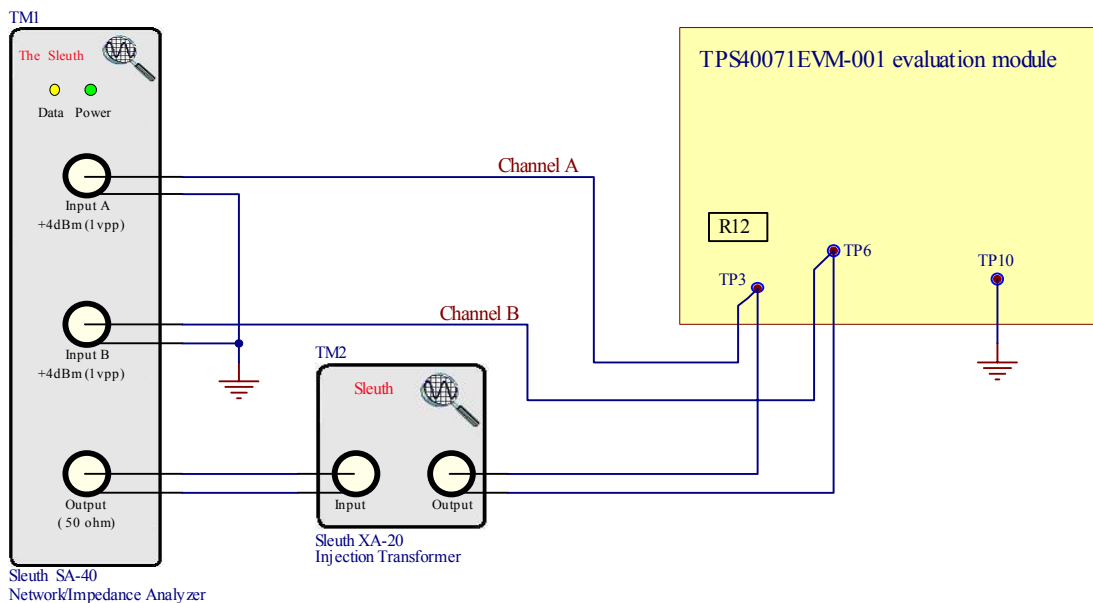 TM1
The Sleuth
Data Power
Input A
+4dBm (1vpp)
Input B
+4dBm (1vpp)
Output
( 50 ohm)
Sleuth SA-40
Network/Impedance Analyzer
Channel A
Channel B
TM2
Sleuth
Input
Output
Sleuth XA-20
Injection Transformer
TPS40071EVM-001 evaluation module
R12
TP3
TP6
TP10